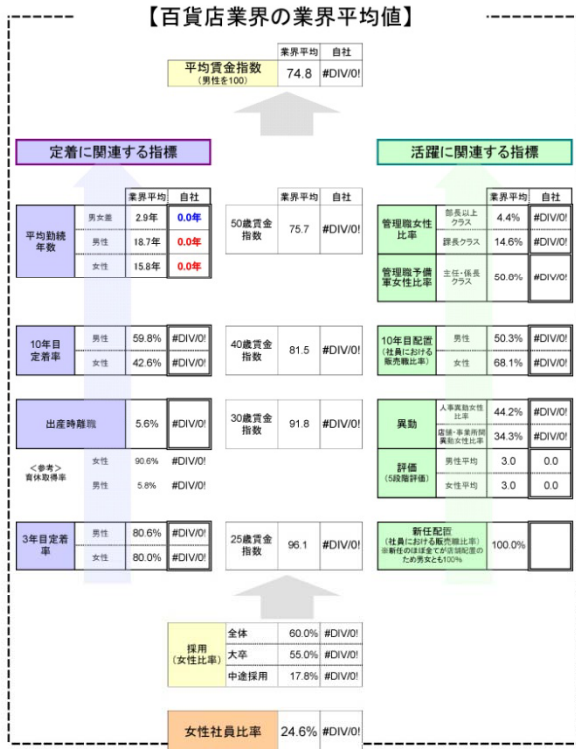 【百貨店業界の業界平均値】
業界平均 自社
平均賃金指数
(男性を100)
74.8 #DIV/0!
定着に関連する指標
活躍に関連する指標
業界平均 自社
平均勤続
年数
男女差 2.9年 0.0年
男性 18.7年 0.0年
女性 15.8年 0.0年
業界平均 自社
50歳賃金
指数
75.7 #DIV/0!
業界平均 自社
管理職女性
比率
部長以上
クラス
4.4% #DIV/0!
課長クラス 14.6% #DIV/0!
管理職予備
軍女性比率
主任・係長
クラス
50.0% #DIV/0!
10年目
定着率
男性 59.8% #DIV/0!
女性 42.6% #DIV/0!
40歳賃金
指数
81.5 #DIV/0!
10年目配置
(社員における
販売職比率)
男性 50.3% #DIV/0!
女性 68.1% #DIV/0!
出産時離職 5.6% #DIV/0!
<参考>
育休取得率
女性 90.6% #DIV/0!
男性 5.8% #DIV/0!
30歳賃金
指数
91.8 #DIV/0!
異動
人事異動女性
比率
44.2% #DIV/0!
店舗・事業所間
異動女性比率
34.3% #DIV/0!
評価
(5段階評価)
男性平均 3.0 0.0
女性平均 3.0 0.0
3年目定着
率
男性 80.6% #DIV/0!
女性 80.0% #DIV/0!
25歳賃金
指数
96.1 #DIV/0!
新任配置
(社員における販売職比率)
※新任のほぼ全てが店舗配置の
ため男女とも100%
100.0%
採用
(女性比率)
全体 60.0% #DIV/0!
大卒 55.0% #DIV/0!
中途採用 17.8% #DIV/0!
女性社員比率 24.6% #DIV/0!